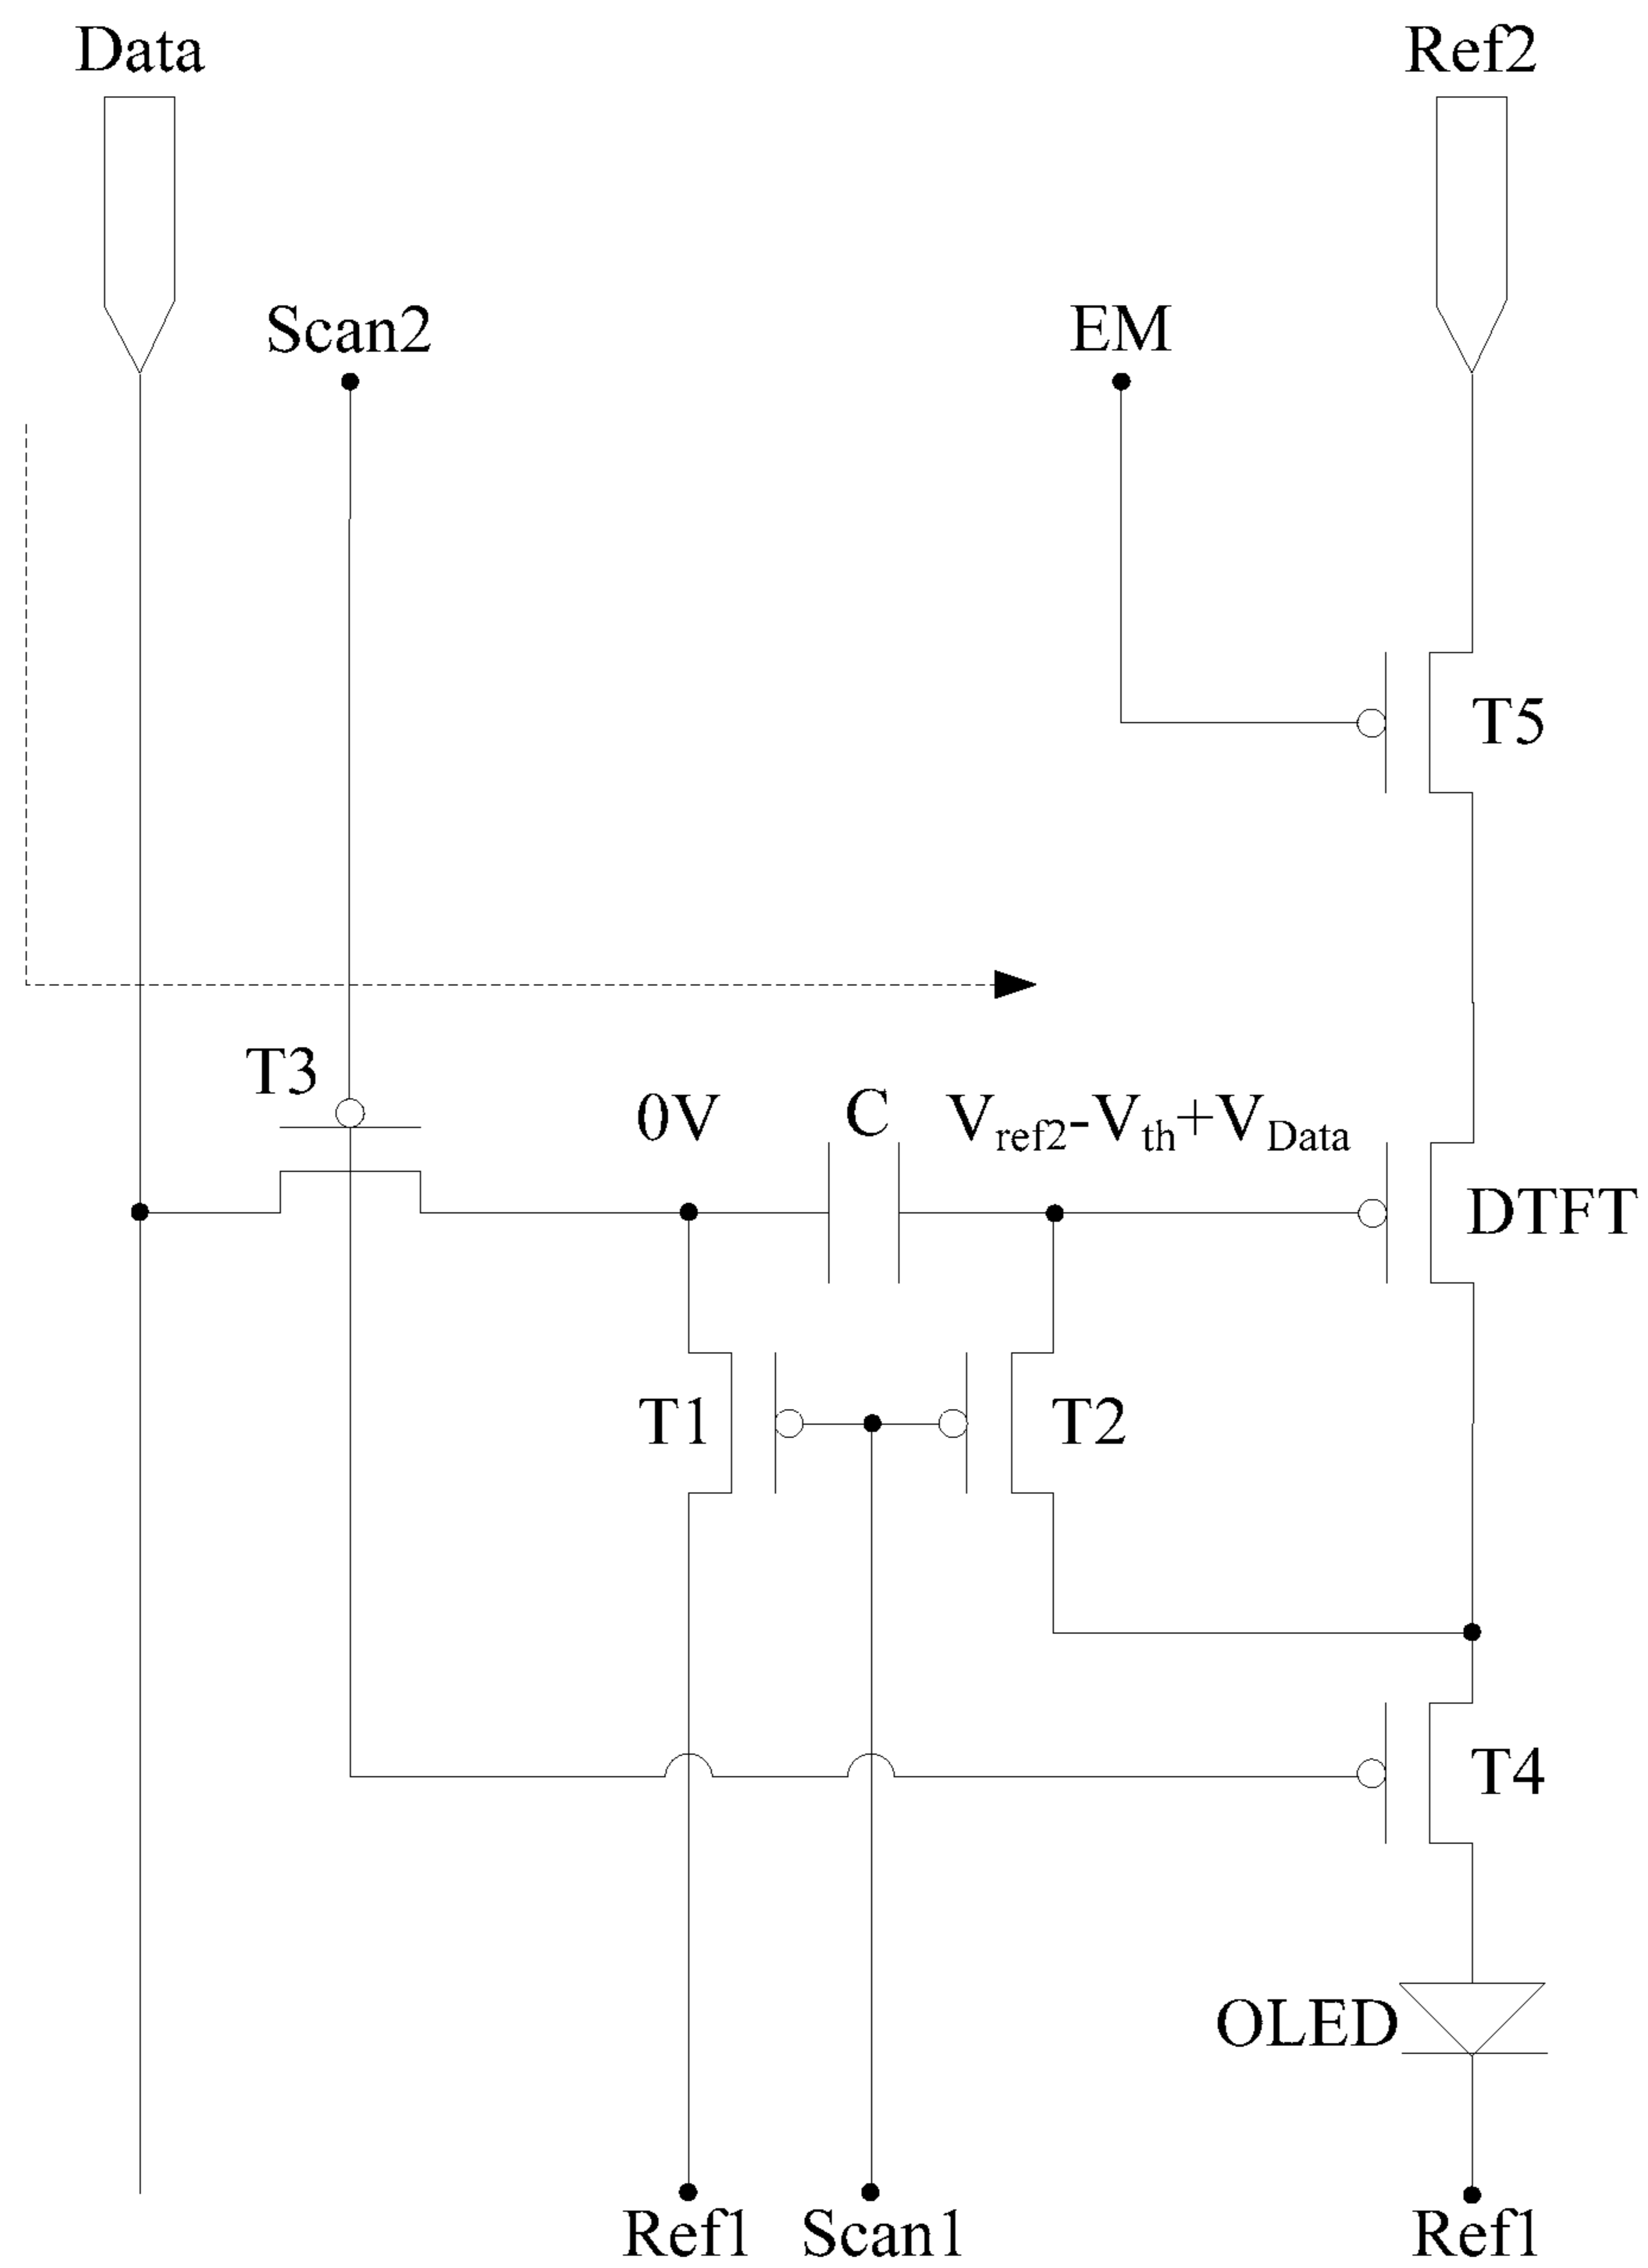 Data
Ref2
Scan2
EM
T5
T3
0V
C
Vref2-Vth+VData
DTFT
T1
T2
T4
OLED
Ref1
Scan1
Ref1